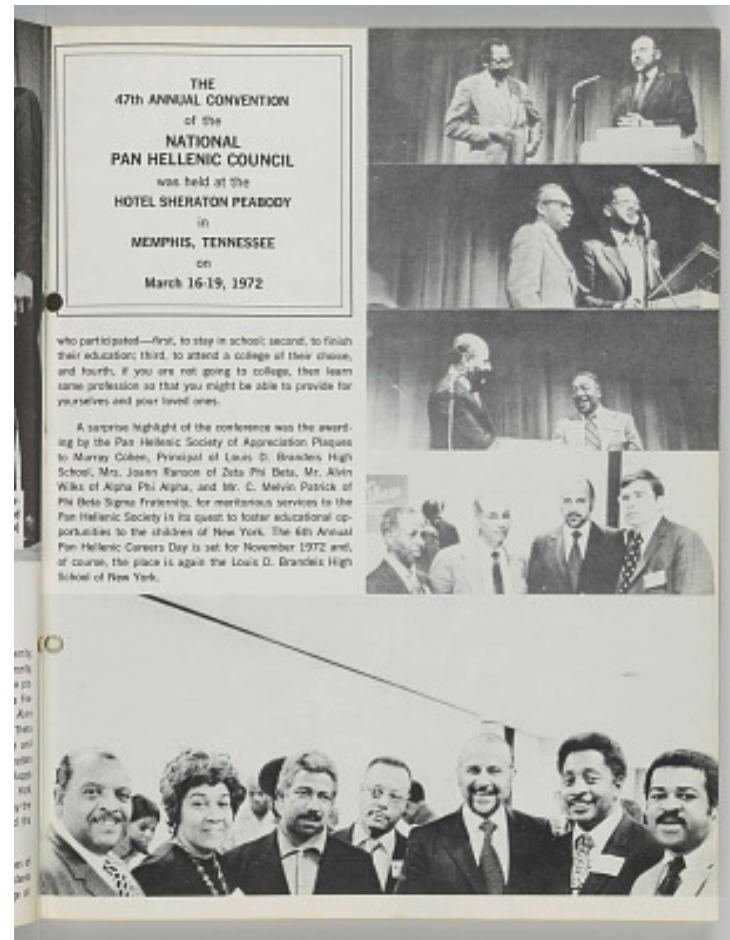 THE
47th ANNUAL CONVENTION
of the
NATIONAL
PAN HELLENIC COUNCIL
was held at the
HOTEL SHERATON PEABODY
in
MEMPHIS, TENNESSEE
on
March 16-19, 1972
who participated—first, to stay in school; second, to finish
their education; third, to attend a college of their choice,
and fourth, if you are not going to college, then learn
some profession so that you might be able to provide for
yourselves and your loved ones.
A surprise highlight of the conference was the award-
ing by the Pan Hellenic Society of Appreciation Plaques
to Murray Cohen, Principal of Louis D. Brandeis High
School, Mrs. Joann Ranson of Zeta Phi Beta, Mr. Alvin
Wilks of Alpha Phi Alpha, and Mr. C. Melvin Patrick of
Phi Beta Sigma Fraternity, for meritorious services to the
Pan Hellenic Society in its quest to foster educational op-
portunities to the children of New York. The 6th Annual
Pan Hellenic Careers Day is set for November 1972 and,
of course, the place is again the Louis D. Brandeis High
School of New York.